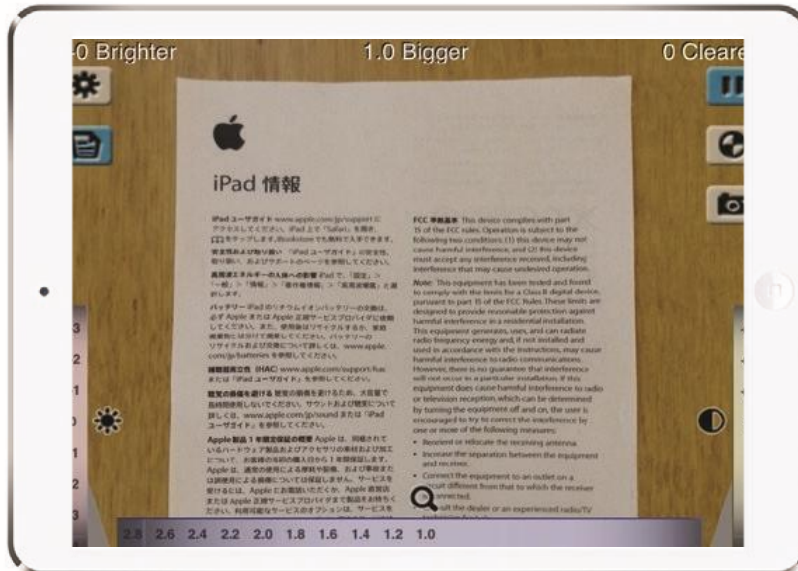 -0 Brighter
1.0 Bigger
0 Cleare
iPad 情報
iPad ユーザガイド www.apple.com/jp/support に
アクセスしてください。iPad 上で「Safari」を開き、
をタップします。iBookstore でも無料で入手できます。
安全性および取り扱い 「iPad ユーザガイド」の安全性、
取り扱い、およびサポートのページを参照してください。
高周波エネルギーの人体への影響 iPad で、「設定」>
「一般」>「情報」>「著作権情報」>「高周波曝露」と選
択します。
バッテリー iPad のリチウムイオンバッテリーの交換は、
必ず Apple または Apple 正規サービスプロバイダに依頼
してください。また、使用後はリサイクルするか、家庭
廃棄物とは分けて廃棄してください。バッテリーの
リサイクルおよび交換について詳しくは、www.apple.
com/jp/batteries を参照してください。
補聴器両立性 (HAC) www.apple.com/support/hac
または「iPad ユーザガイド」を参照してください。
聴覚の損傷を避ける 聴覚の損傷を避けるため、大音量で
長時間使用しないでください。サウンドおよび聴覚について
詳しくは、www.apple.com/jp/sound または「iPad
ユーザガイド」を参照してください。
Apple 製品 1 年限定保証の概要 Apple は、同梱されて
いるハードウェア製品およびアクセサリの素材および加工
について、お客様の当初の購入日から 1 年間保証します。
Apple は、通常の使用による摩耗や損傷、および事故また
は誤使用による損傷については保証しません。サービスを
受けるには、Apple にお電話いただくか、Apple 直営店
または Apple 正規サービスプロバイダまで製品をお持ちく
ださい。利用可能なサービスのオプションは、サービスを
FCC 準拠基準 This device complies with part
15 of the FCC rules. Operation is subject to the
following two conditions: (1) this device may not
cause harmful interference, and (2) this device
must accept any interference received, including
interference that may cause undesired operation.
Note: This equipment has been tested and found
to comply with the limits for a Class B digital device,
pursuant to part 15 of the FCC Rules. These limits are
designed to provide reasonable protection against
harmful interference in a residential installation.
This equipment generates, uses, and can radiate
radio frequency energy and, if not installed and
used in accordance with the instructions, may cause
harmful interference to radio communications.
However, there is no guarantee that interference
will not occur in a particular installation. If this
equipment does cause harmful interference to radio
or television reception, which can be determined
by turning the equipment off and on, the user is
encouraged to try to correct the interference by
one or more of the following measures:
• Reorient or relocate the receiving antenna.
• Increase the separation between the equipment
and receiver.
• Connect the equipment to an outlet on a
circuit different from that to which the receiver
connected.
sult the dealer or an experienced radio/TV
3
2
1
1
2
3
2.8 2.6 2.4 2.2 2.0 1.8 1.6 1.4 1.2 1.0